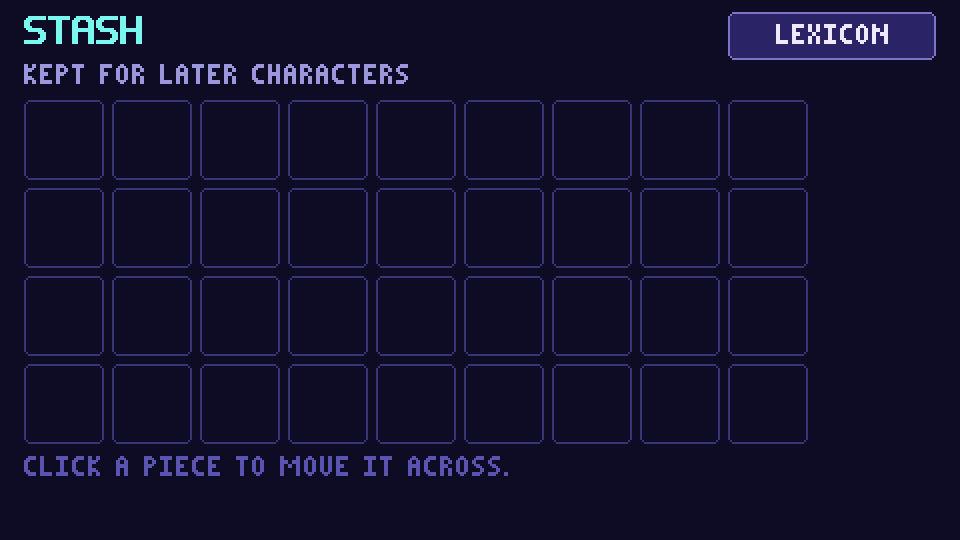 STASH
LEXICON
KEPT FOR LATER CHARACTERS
CLICK A PIECE TO MOVE IT ACROSS.